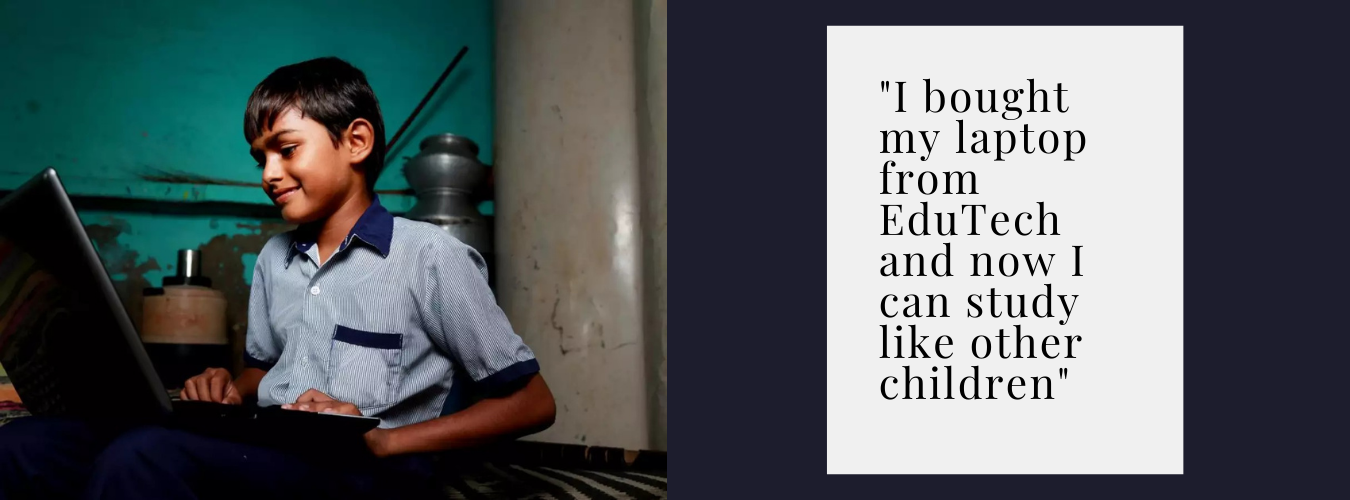 "I bought
my laptop
from
EduTech
and now I
can study
like other
children"